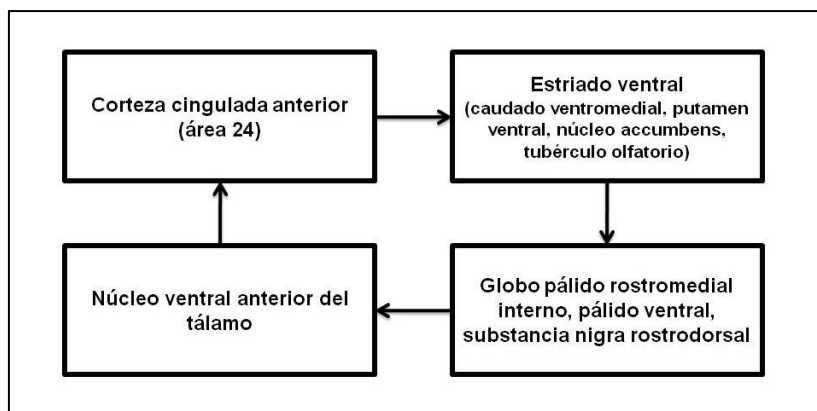 Corteza cingulada anterior
(área 24)
Estriado ventral
(caudado ventromedial, putamen
ventral, núcleo accumbens,
tubérculo olfatorio)
Núcleo ventral anterior del
tálamo
Globo pálido rostromedial
interno, pálido ventral,
substancia nigra rostrodorsal